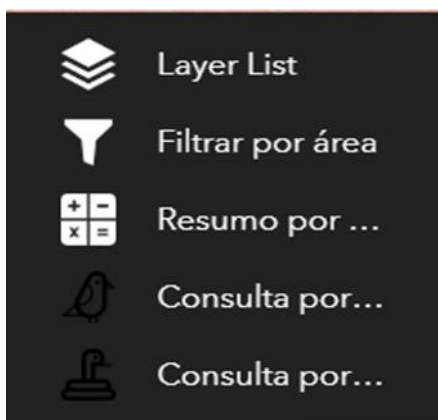 Layer List
Filtrar por área
Resumo por ...
Consulta por...
Consulta por...